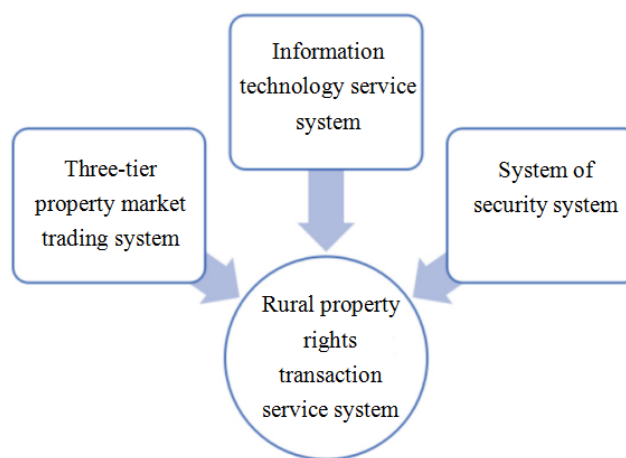 Information
technology service
system
Three-tier
property market
trading system
System of
security system
Rural property
rights
transaction
service system